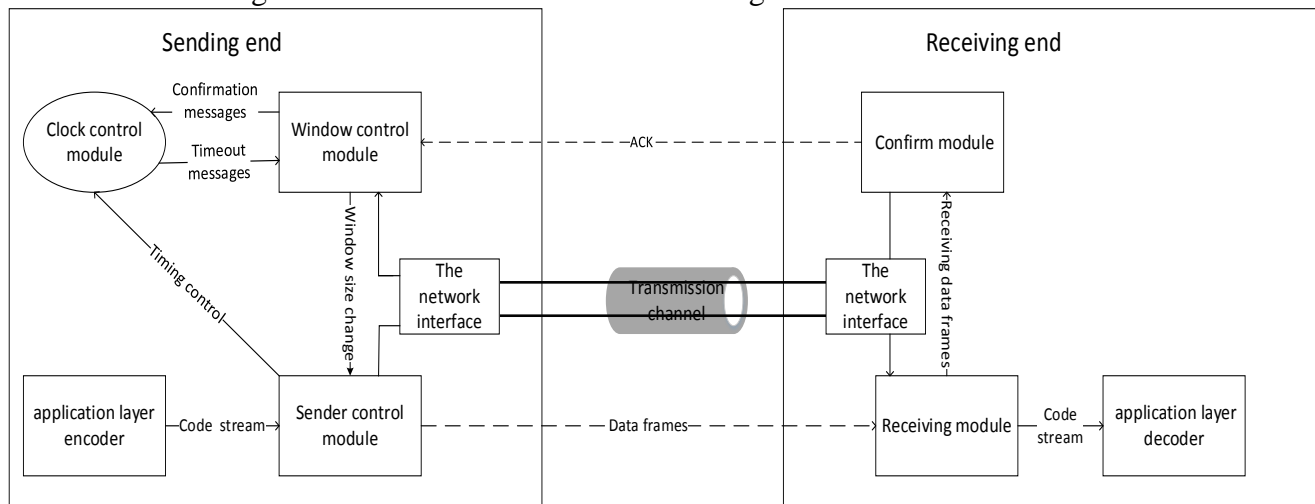 Sending end
Receiving end
Confirmation
messages
Clock control
module
Window control
module
Timeout
messages
ACK
Confirm module
Timing control
Window size change
The
network
interface
Transmission
channel
The
network
interface
Receiving data frames
application layer
encoder
Code stream
Sender control
module
Data frames
Receiving module
Code
stream
application layer
decoder